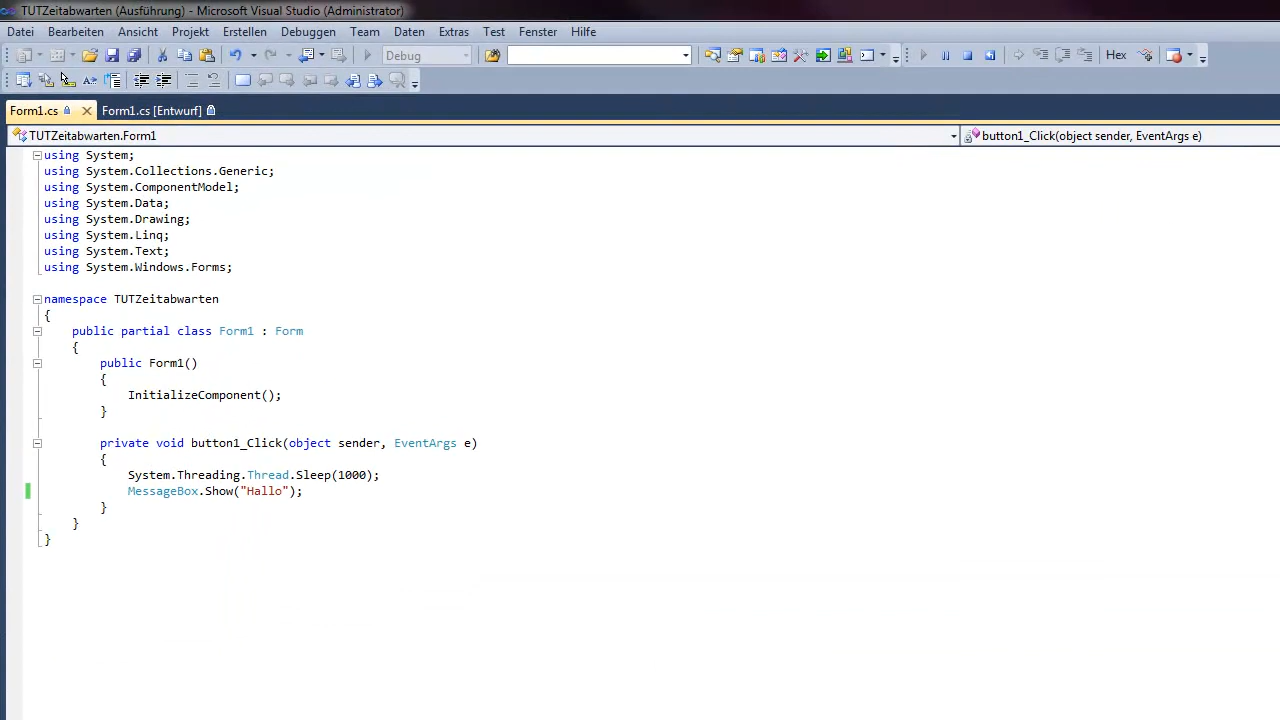 TUTZeitabwarten (Ausführung) - Microsoft Visual Studio (Administrator)
Datei Bearbeiten Ansicht Projekt Erstellen Debuggen Team Daten Extras Test Fenster Hilfe
Debug Hex
Form1.cs Form1.cs [Entwurf]
TUTZeitabwarten.Form1 button1_Click(object sender, EventArgs e)
using System;
using System.Collections.Generic;
using System.ComponentModel;
using System.Data;
using System.Drawing;
using System.Linq;
using System.Text;
using System.Windows.Forms;
namespace TUTZeitabwarten
{
public partial class Form1 : Form
{
public Form1()
{
InitializeComponent();
}
private void button1_Click(object sender, EventArgs e)
{
System.Threading.Thread.Sleep(1000);
MessageBox.Show("Hallo");
}
}
}